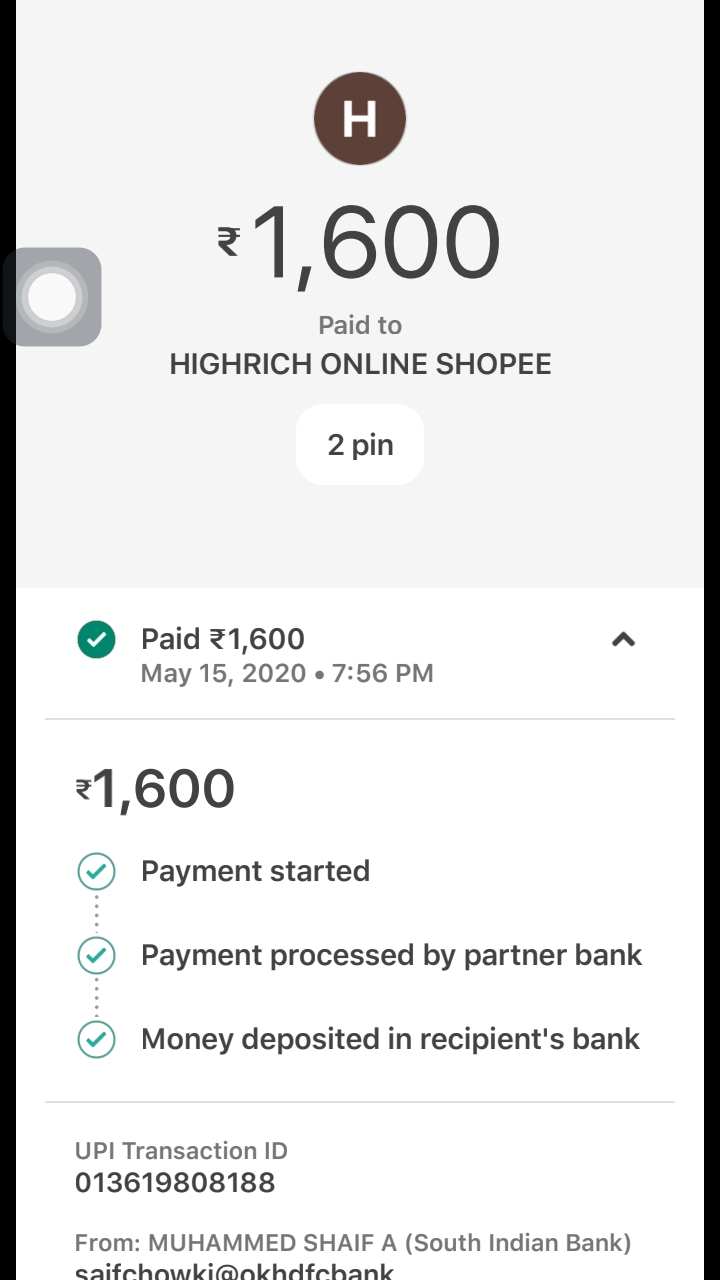 H
₹1,600
Paid to
HIGHRICH ONLINE SHOPEE
2 pin
Paid ₹1,600
May 15, 2020 • 7:56 PM
₹1,600
Payment started
Payment processed by partner bank
Money deposited in recipient's bank
UPI Transaction ID
013619808188
From: MUHAMMED SHAIF A (South Indian Bank)
saifchowki@okhdfcbank